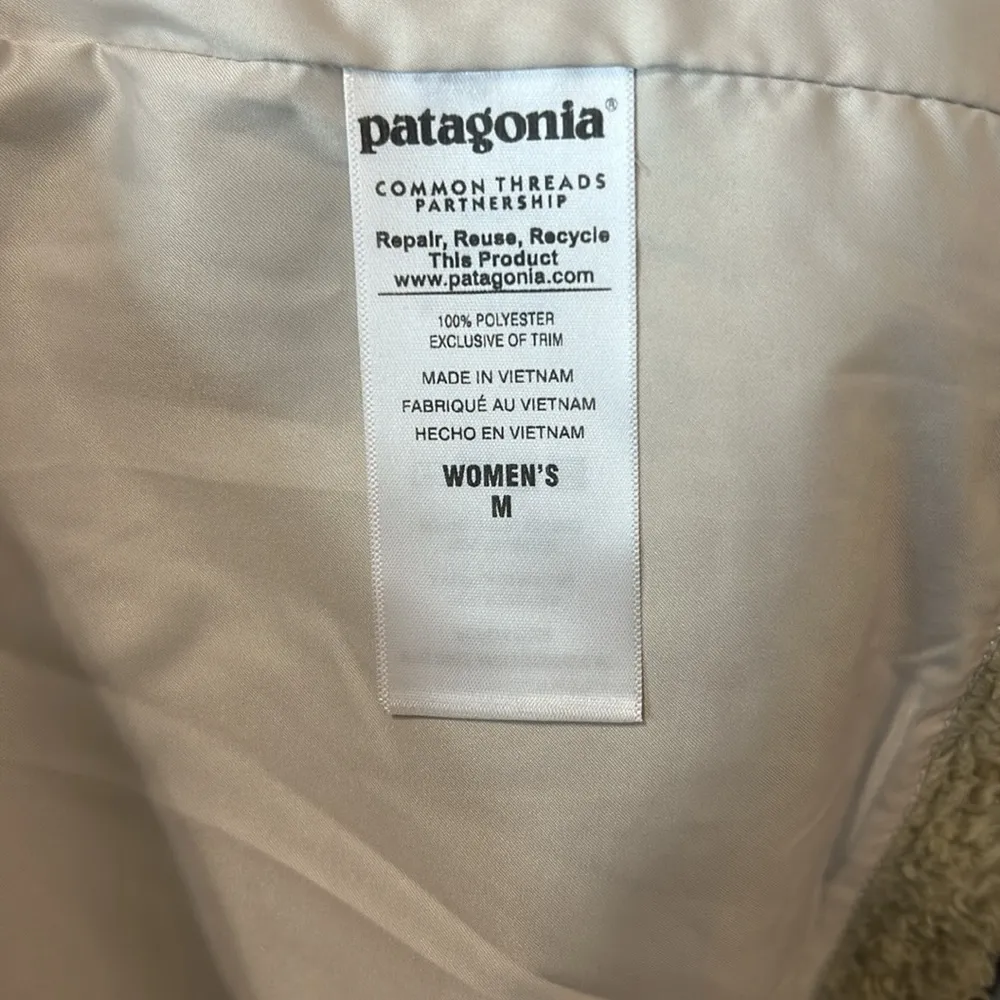 patagonia®
COMMON THREADS
PARTNERSHIP
Repair, Reuse, Recycle
This Product
www.patagonia.com
100% POLYESTER
EXCLUSIVE OF TRIM
MADE IN VIETNAM
FABRIQUÉ AU VIETNAM
HECHO EN VIETNAM
WOMEN'S
M